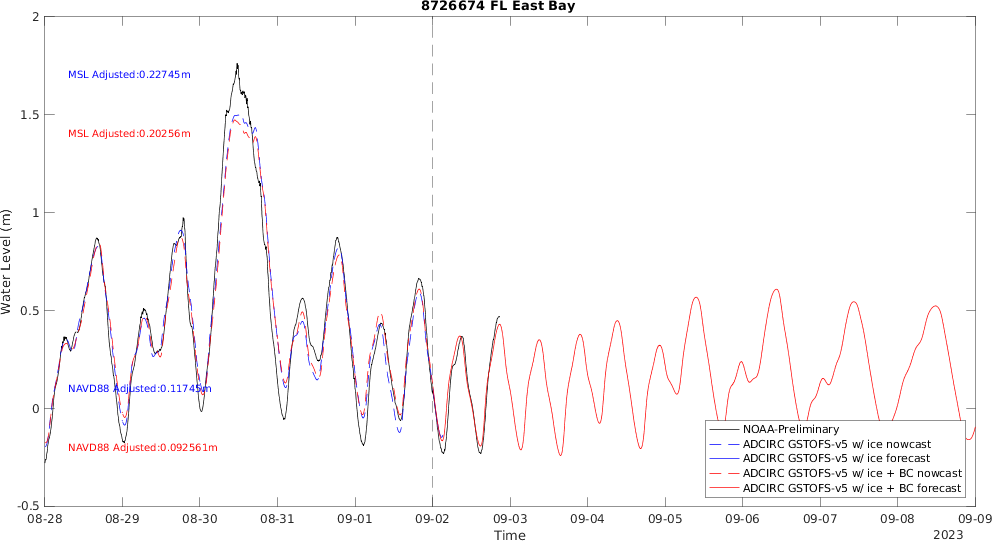 8726674 FL East Bay
2
1.5
1
0.5
0
-0.5
Water Level (m)
MSL Adjusted:0.22745m
MSL Adjusted:0.20256m
NAVD88 Adjusted:0.11745m
NAVD88 Adjusted:0.092561m
NOAA-Preliminary
ADCIRC GSTOFS-v5 w/ ice nowcast
ADCIRC GSTOFS-v5 w/ ice forecast
ADCIRC GSTOFS-v5 w/ ice + BC nowcast
ADCIRC GSTOFS-v5 w/ ice + BC forecast
08-28 08-29 08-30 08-31 09-01 09-02 09-03 09-04 09-05 09-06 09-07 09-08 09-09
Time
2023